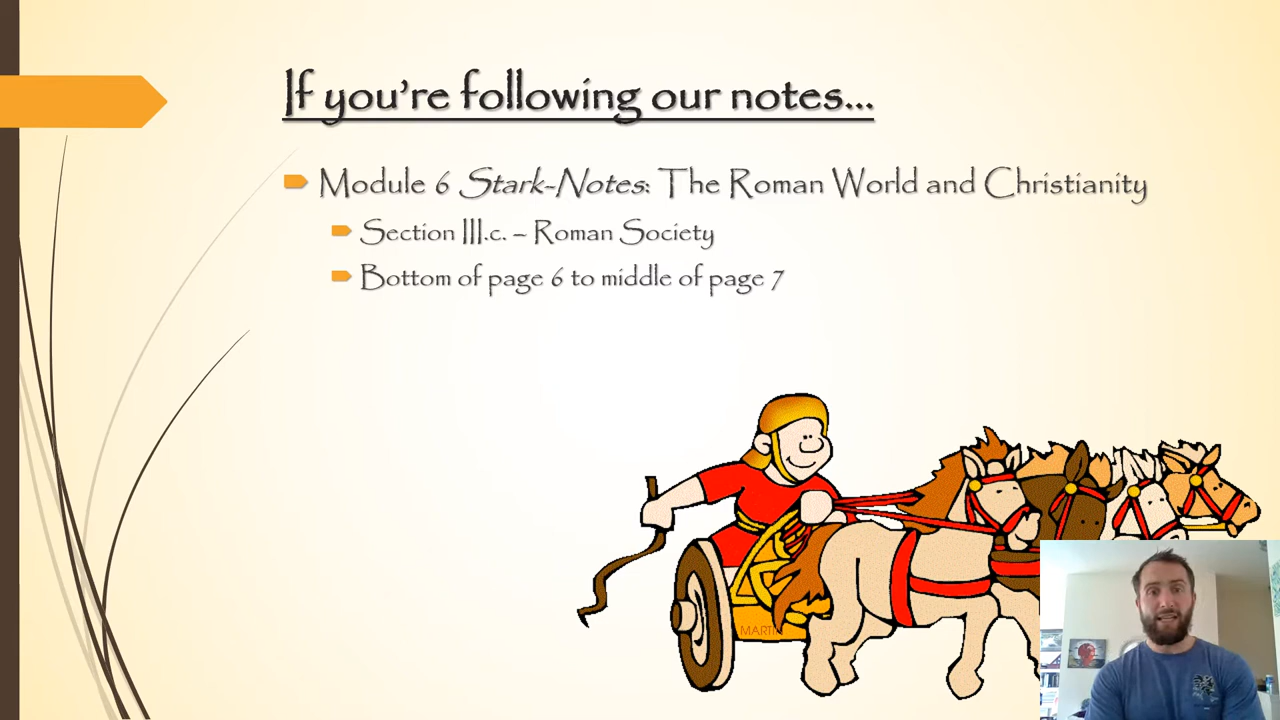 If you're following our notes...
Module 6 Stark-Notes: The Roman World and Christianity
Section III.c. – Roman Society
Bottom of page 6 to middle of page 7
MARTIN